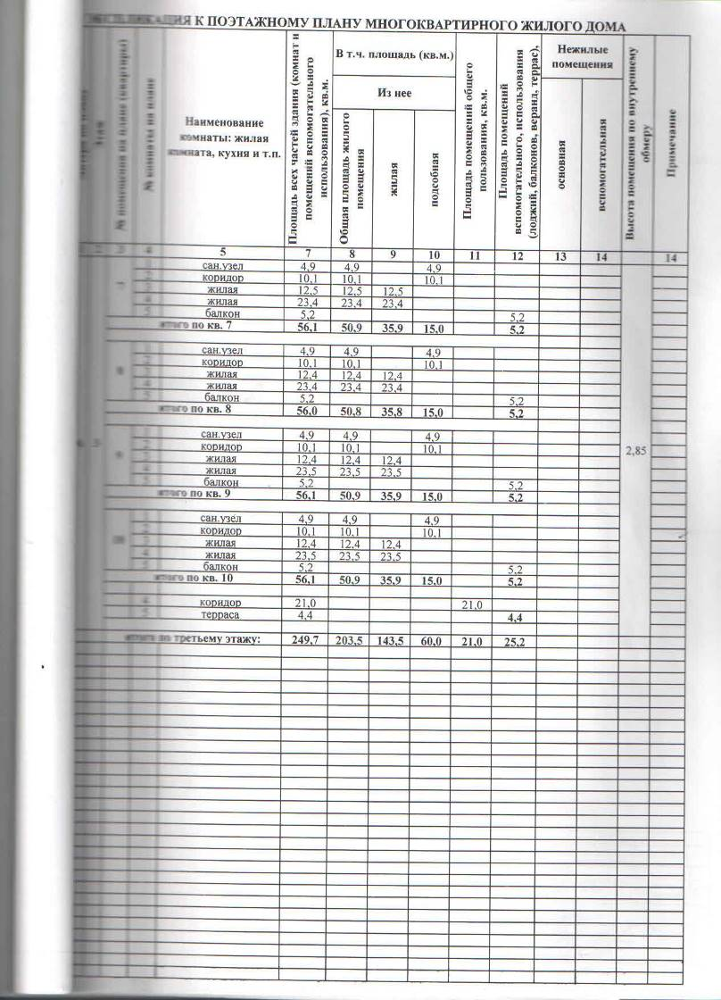 ЭКСПЛИКАЦИЯ К ПОЭТАЖНОМУ ПЛАНУ МНОГОКВАРТИРНОГО ЖИЛОГО ДОМА
Этаж
№ помещения на плане (квартиры)
№ комнаты на плане
Наименование
комнаты: жилая
комната, кухня и т.п.
Площадь всех частей здания (комнат и
помещений вспомогательного
использования), кв.м.
В т.ч. площадь (кв.м.)
Из нее
Общая площадь жилого
помещения
жилая
подсобная
Площадь помещений общего
пользования, кв.м.
Площадь помещений
вспомогательного, использования
(лоджий, балконов, веранд, террас),
Нежилые
помещения
основная
вспомогательная
Высота помещения по внутреннему
обмеру
Примечание
2 3 4 5 7 8 9 10 11 12 13 14 14
7
1 сан.узел 4,9 4,9 4,9
2 коридор 10,1 10,1 10,1
3 жилая 12,5 12,5 12,5
4 жилая 23,4 23,4 23,4
5 балкон 5,2 5,2
итого по кв. 7 56,1 50,9 35,9 15,0 5,2
8
1 сан.узел 4,9 4,9 4,9
2 коридор 10,1 10,1 10,1
3 жилая 12,4 12,4 12,4
4 жилая 23,4 23,4 23,4
5 балкон 5,2 5,2
итого по кв. 8 56,0 50,8 35,8 15,0 5,2
3
9
2,85
1 сан.узел 4,9 4,9 4,9
2 коридор 10,1 10,1 10,1
3 жилая 12,4 12,4 12,4
4 жилая 23,5 23,5 23,5
5 балкон 5,2 5,2
итого по кв. 9 56,1 50,9 35,9 15,0 5,2
10
1 сан.узел 4,9 4,9 4,9
2 коридор 10,1 10,1 10,1
3 жилая 12,4 12,4 12,4
4 жилая 23,5 23,5 23,5
5 балкон 5,2 5,2
итого по кв. 10 56,1 50,9 35,9 15,0 5,2
4 коридор 21,0 21,0
5 терраса 4,4 4,4
итого по третьему этажу: 249,7 203,5 143,5 60,0 21,0 25,2